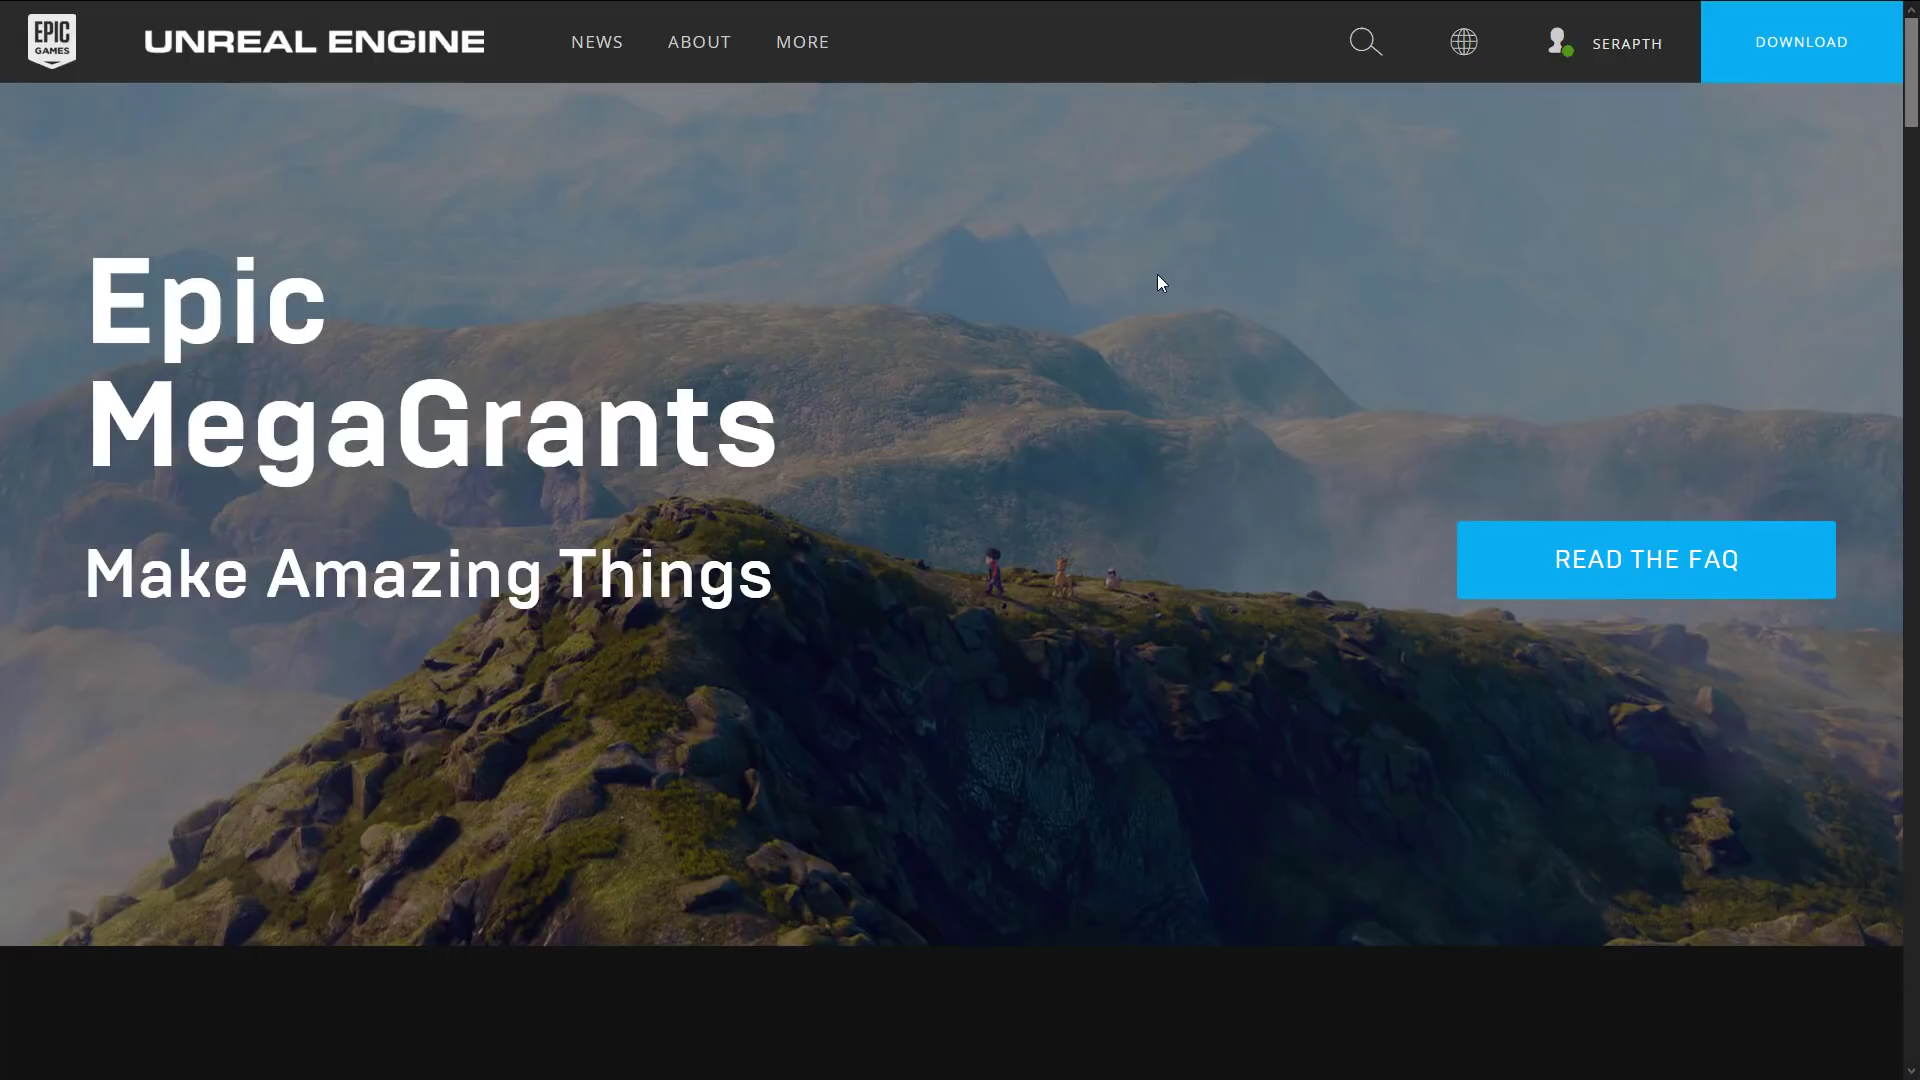 EPIC
GAMES
UNREAL ENGINE
NEWS
ABOUT
MORE
SERAPTH
DOWNLOAD
Epic
MegaGrants
Make Amazing Things
READ THE FAQ